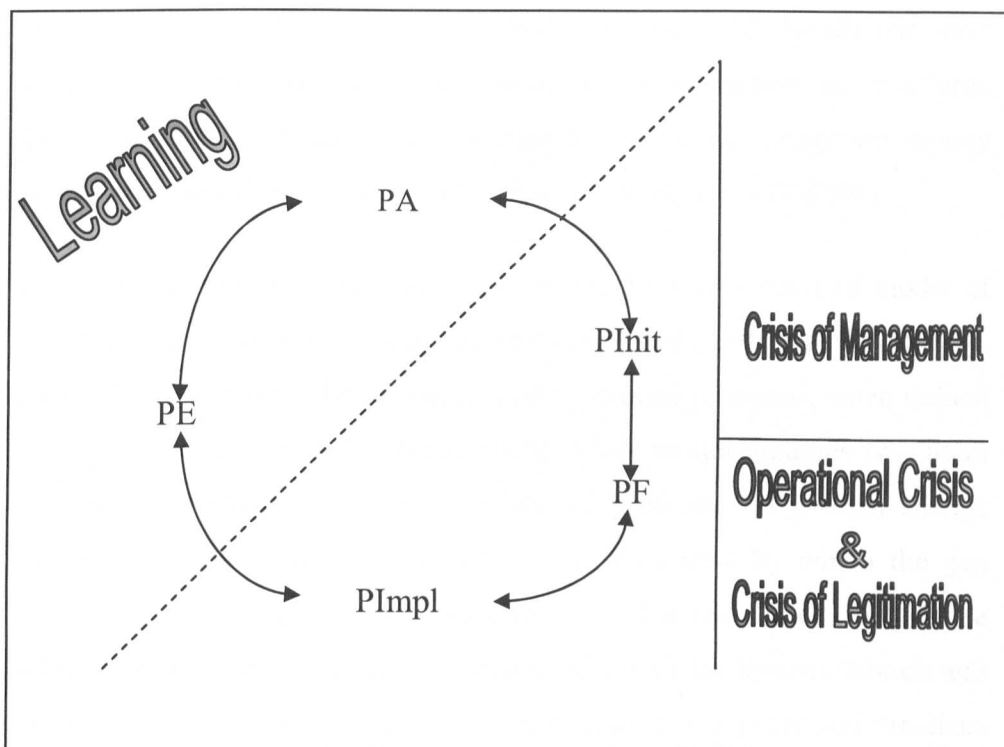 Learning
PA
PInit
PE
PF
PImpl
Crisis of Management
Operational Crisis
&
Crisis of Legitimation